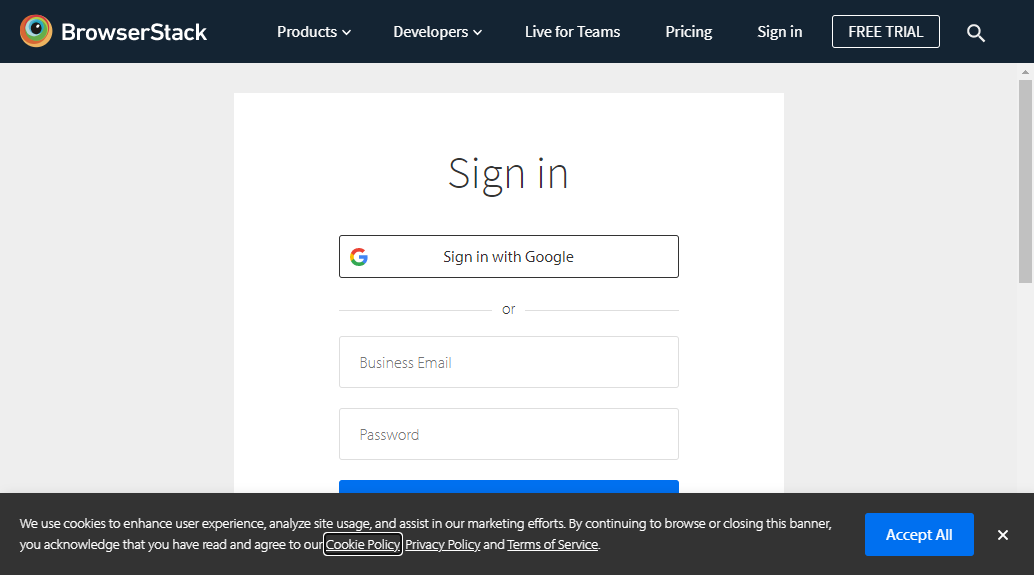 BrowserStack Products Developers Live for Teams Pricing Sign in FREE TRIAL
Sign in
Sign in with Google
or
Business Email
Password
We use cookies to enhance user experience, analyze site usage, and assist in our marketing efforts. By continuing to browse or closing this banner,
you acknowledge that you have read and agree to our Cookie Policy, Privacy Policy and Terms of Service.
Accept All